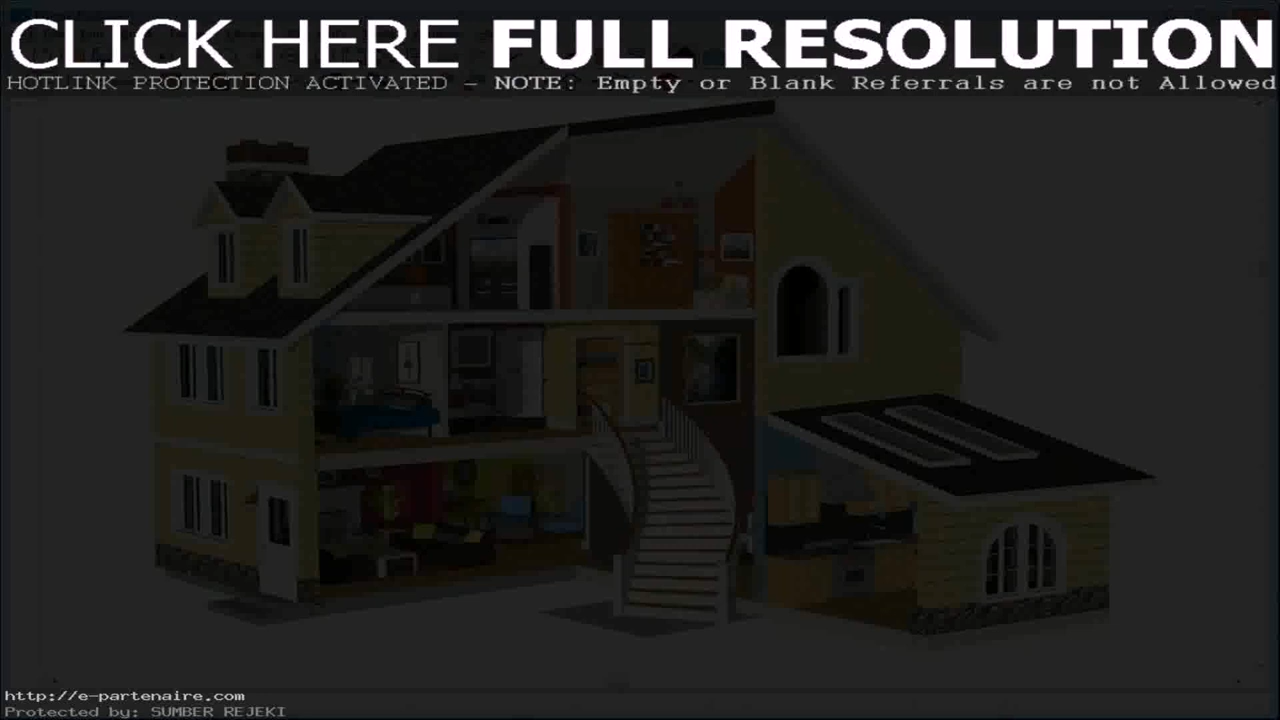 CLICK HERE FULL RESOLUTION
HOTLINK PROTECTION ACTIVATED - NOTE: Empty or Blank Referrals are not Allowed
http://e-partenaire.com
Protected by: SUMBER REJEKI